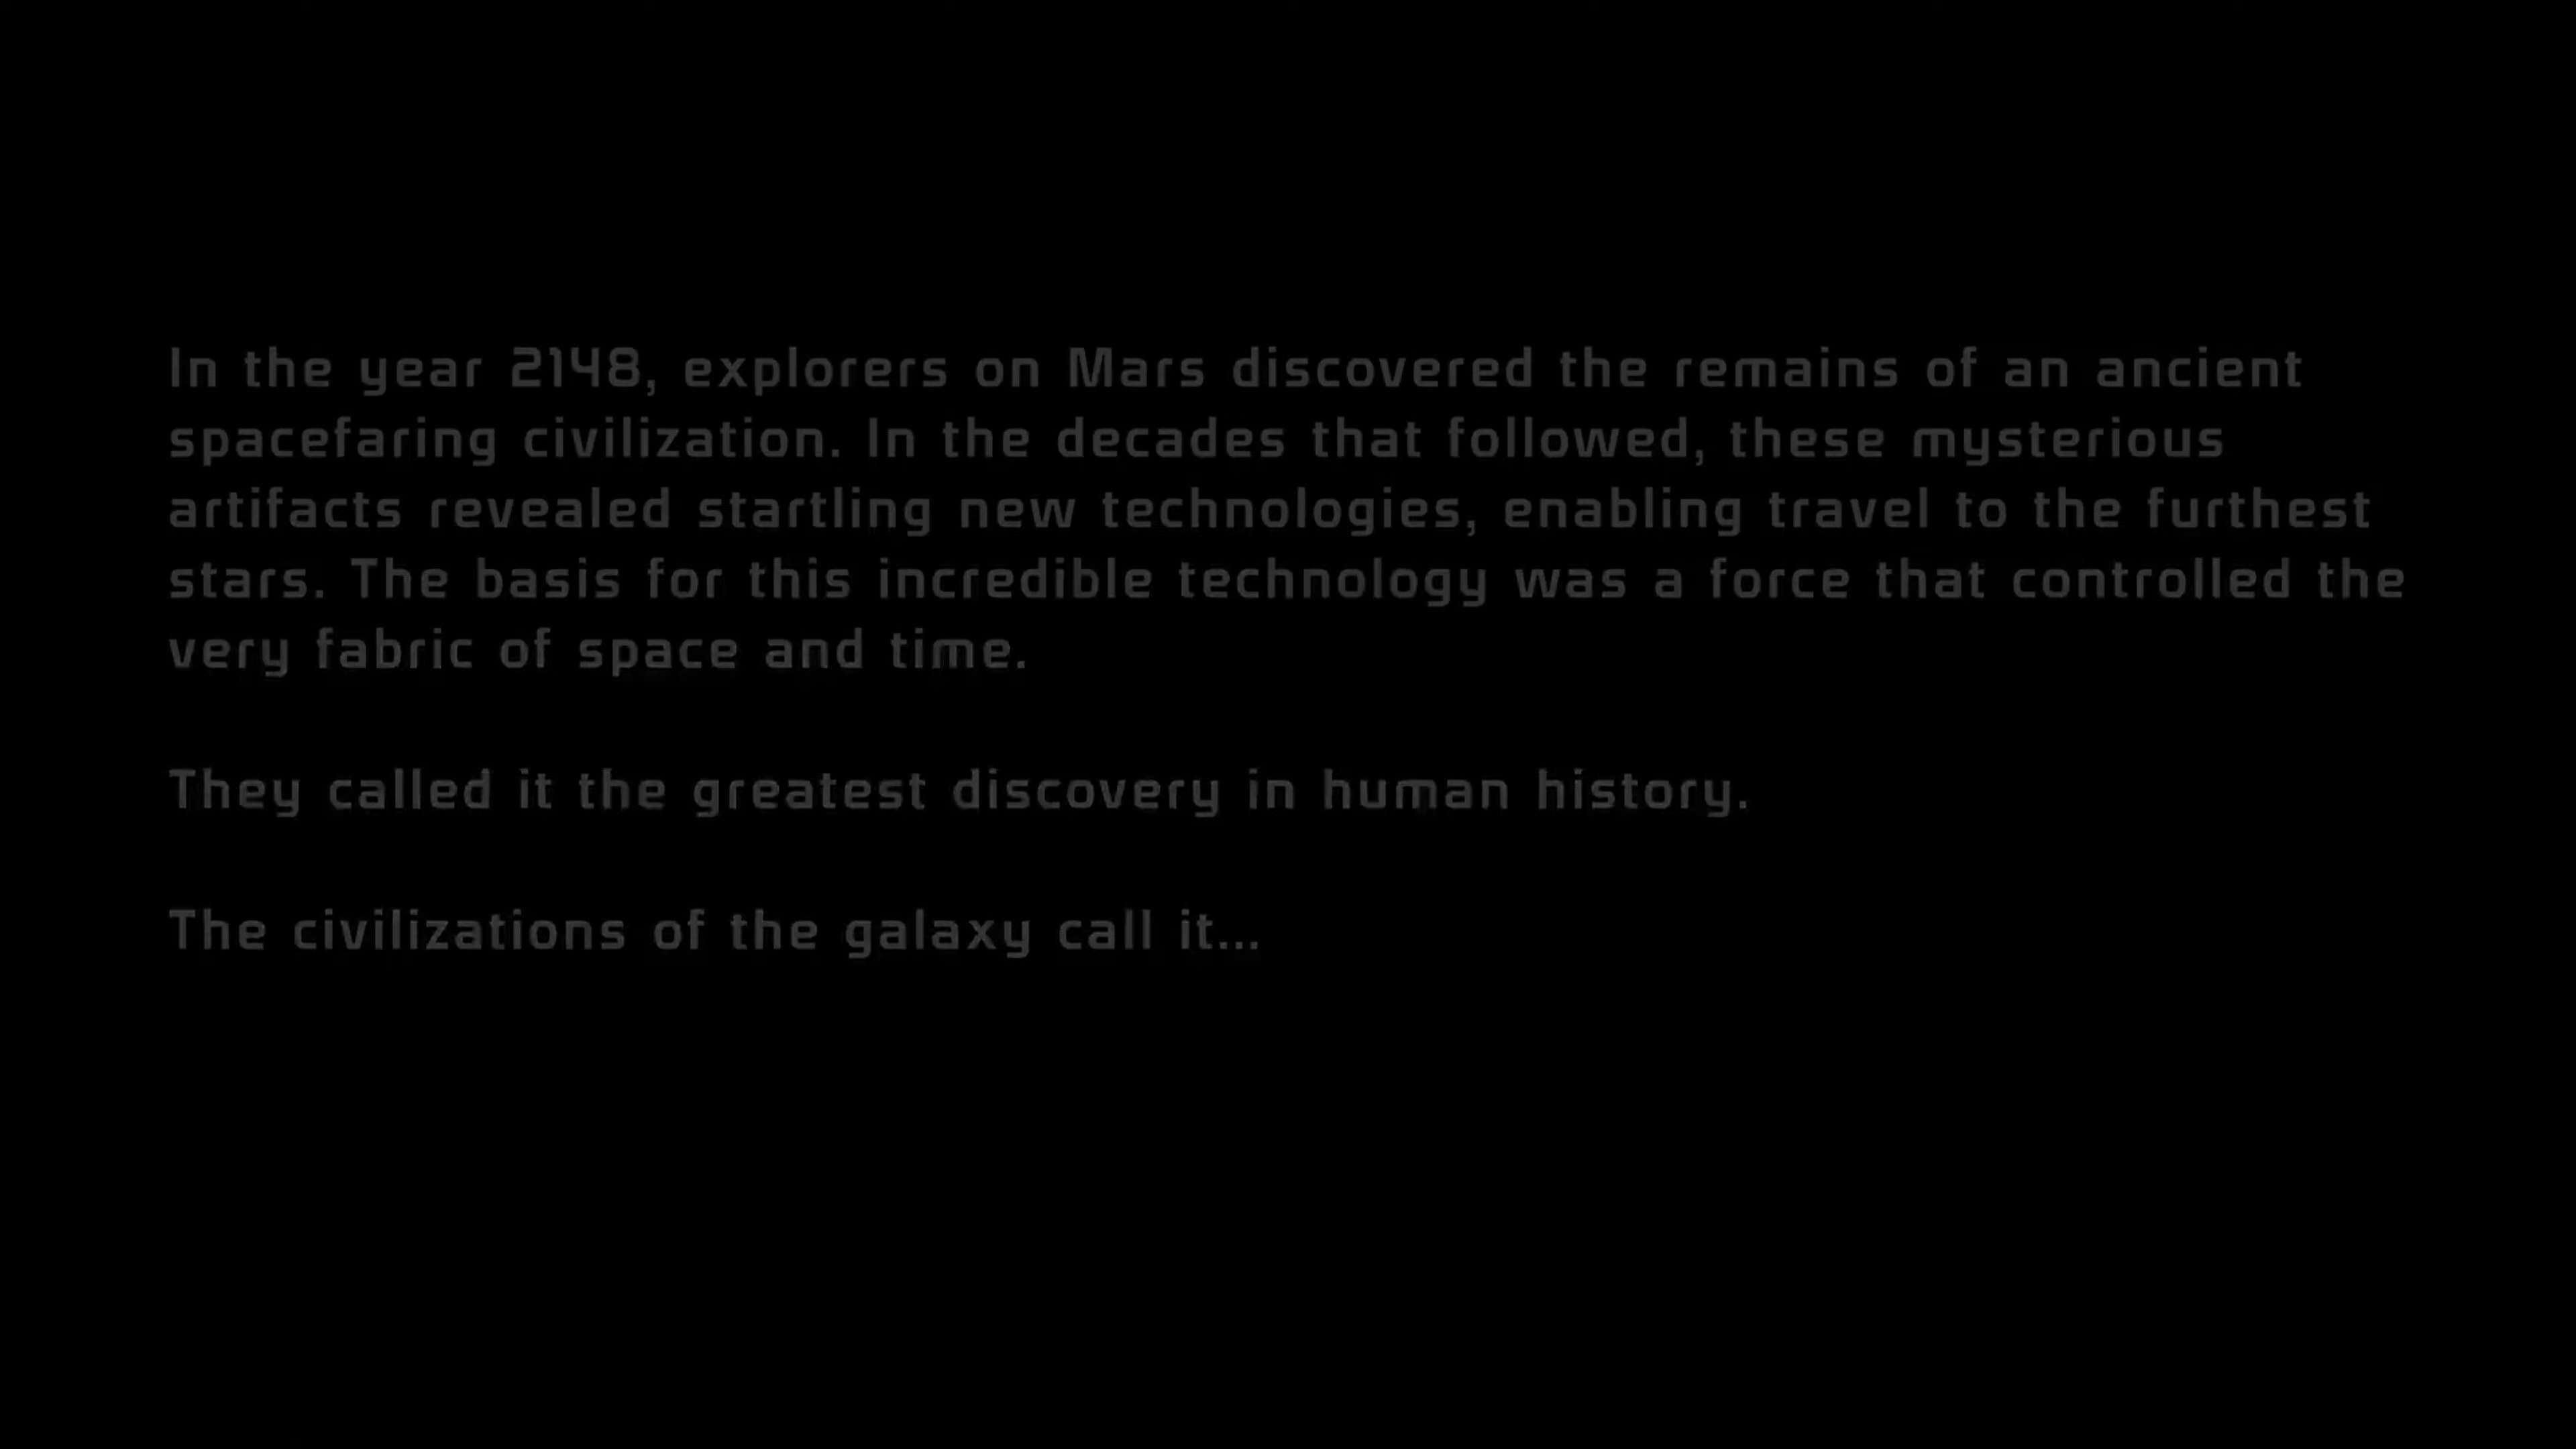 In the year 2148, explorers on Mars discovered the remains of an ancient
spacefaring civilization. In the decades that followed, these mysterious
artifacts revealed startling new technologies, enabling travel to the furthest
stars. The basis for this incredible technology was a force that controlled the
very fabric of space and time.
They called it the greatest discovery in human history.
The civilizations of the galaxy call it...